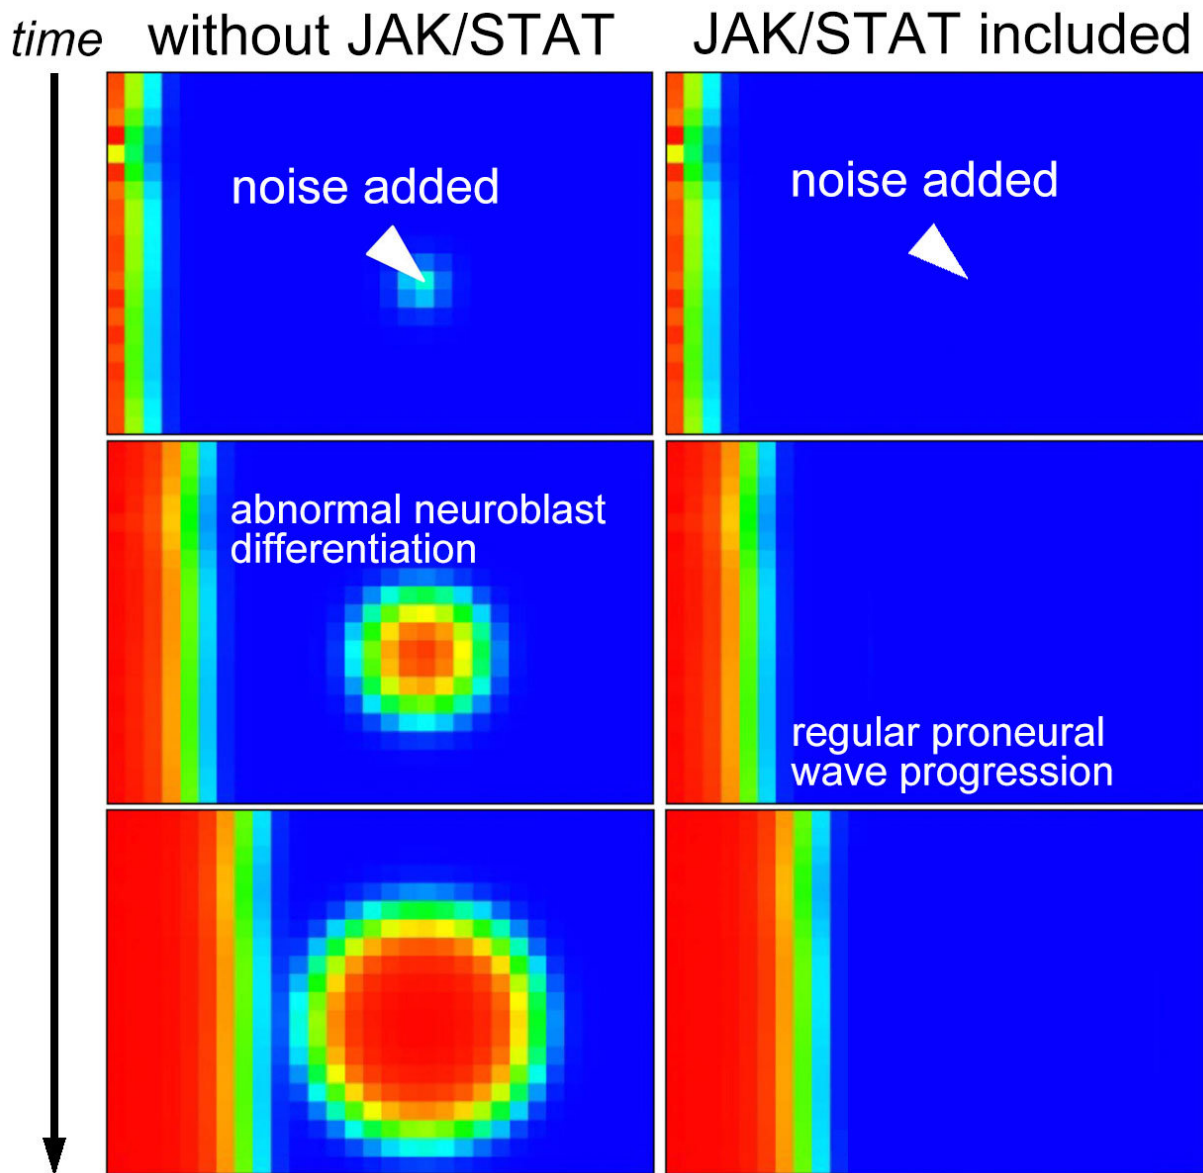 time
without JAK/STAT
JAK/STAT included
noise added
noise added
abnormal neuroblast
differentiation
regular proneural
wave progression